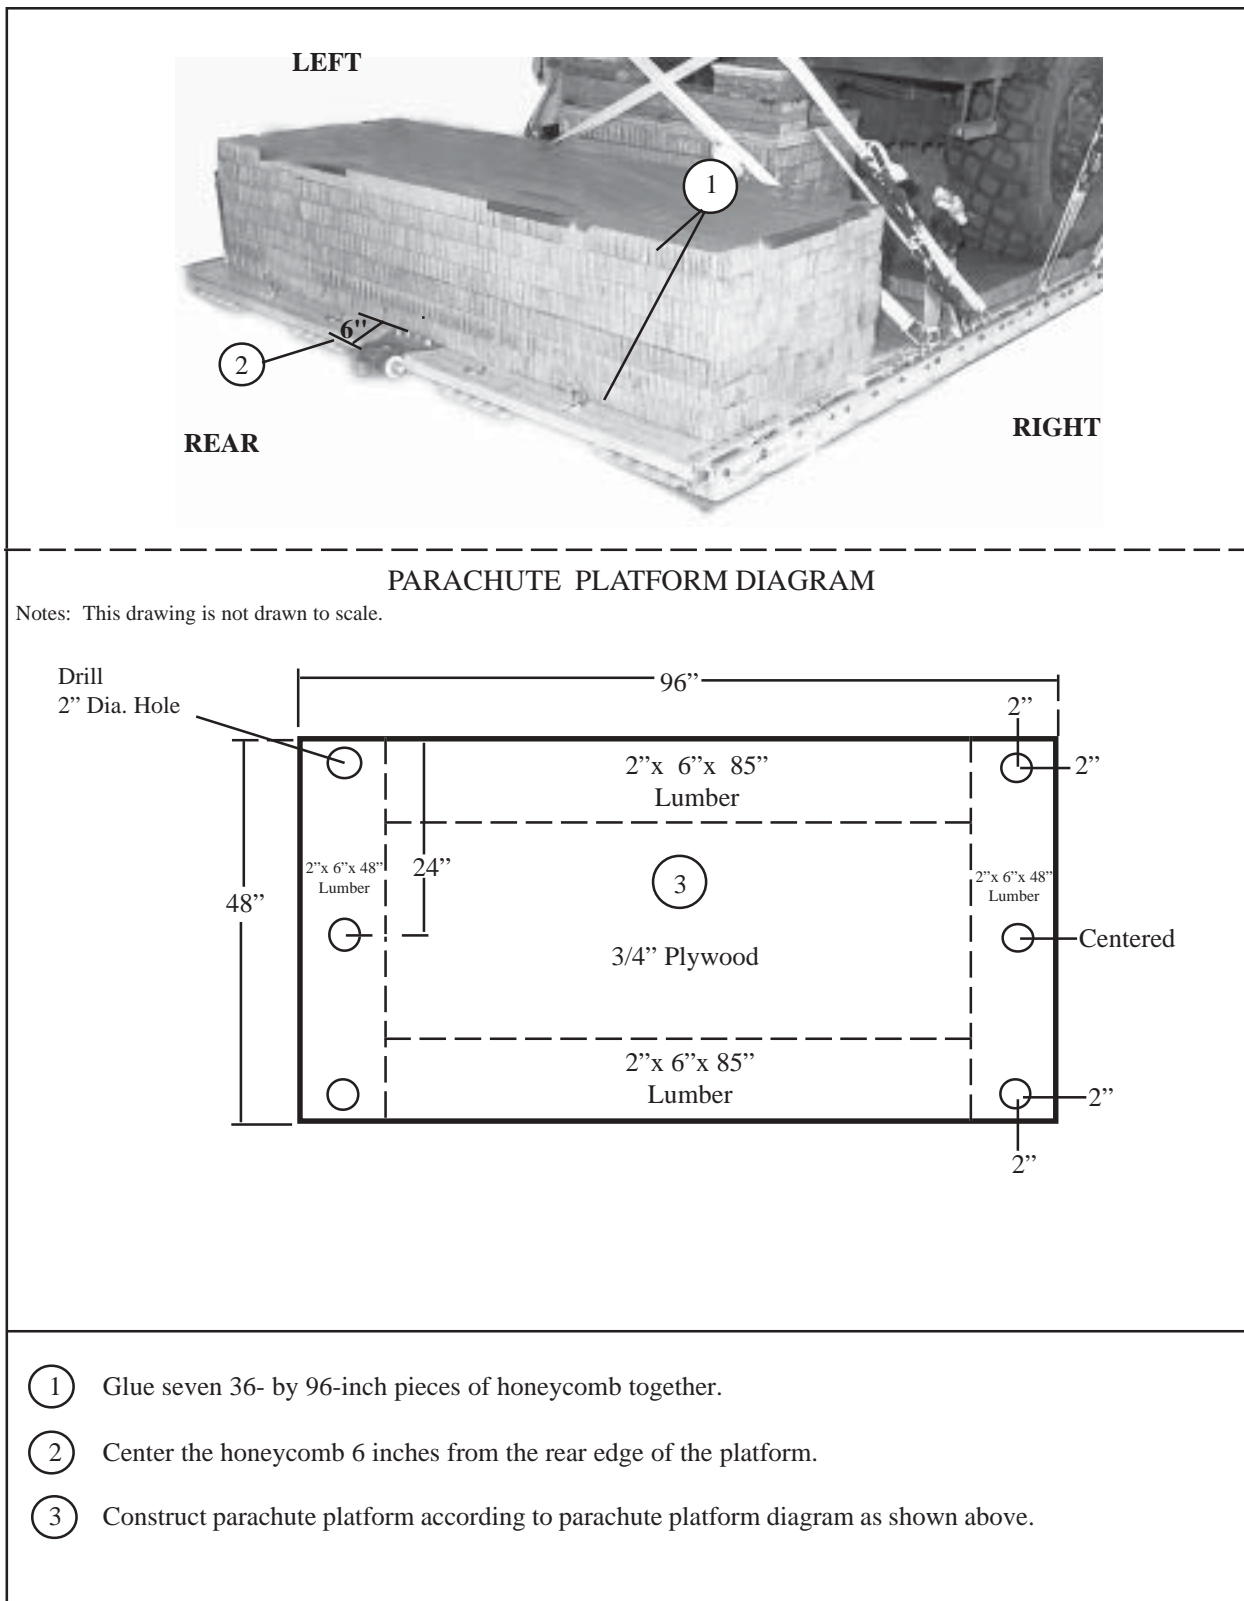 LEFT
1
6"
2
REAR
RIGHT
PARACHUTE PLATFORM DIAGRAM
Notes: This drawing is not drawn to scale.
Drill
2” Dia. Hole
96”
2”
2”
2”x 6”x 85”
Lumber
2”x 6”x 48”
Lumber
24”
3
2”x 6”x 48”
Lumber
48”
Centered
3/4” Plywood
2”x 6”x 85”
Lumber
2”
2”
1 Glue seven 36- by 96-inch pieces of honeycomb together.
2 Center the honeycomb 6 inches from the rear edge of the platform.
3 Construct parachute platform according to parachute platform diagram as shown above.